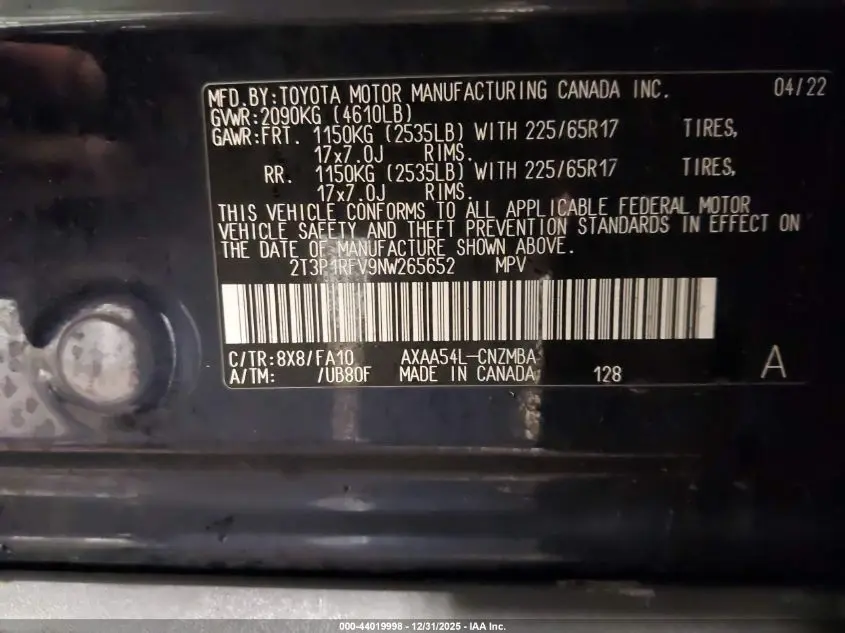 MFD.BY:TOYOTA MOTOR MANUFACTURING CANADA INC. 04/22
GVWR:2090KG (4610LB)
GAWR:FRT. 1150KG (2535LB) WITH 225/65R17 TIRES,
17x7.0J RIMS.
RR. 1150KG (2535LB) WITH 225/65R17 TIRES,
17x7.0J RIMS.
THIS VEHICLE CONFORMS TO ALL APPLICABLE FEDERAL MOTOR
VEHICLE SAFETY AND THEFT PREVENTION STANDARDS IN EFFECT ON
THE DATE OF MANUFACTURE SHOWN ABOVE.
2T3P1RFV9NW265652 MPV
C/TR:8X8/FA10 AXAA54L-CNZMBA
A/TM: /UB80F MADE IN CANADA 128 A
000-44019998 - 12/31/2025 - IAA Inc.